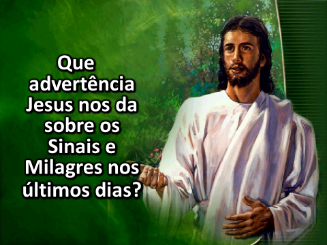 Que
advertência
Jesus nos da
sobre os
Sinais e
Milagres nos
últimos dias?